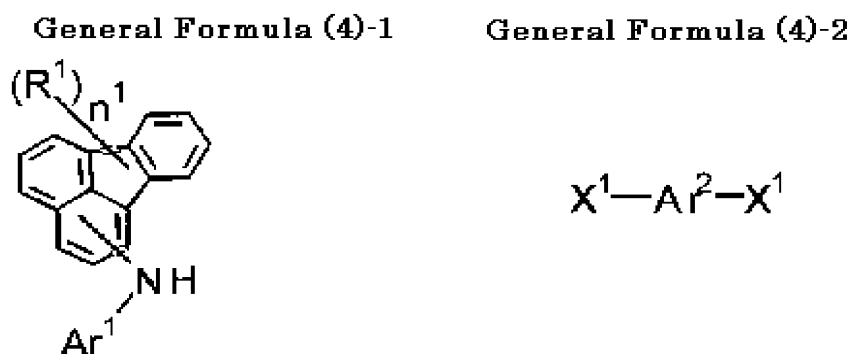 General Formula (4)-1
General Formula (4)-2
(R¹)n¹
X¹—Ar²—X¹
NH
Ar¹